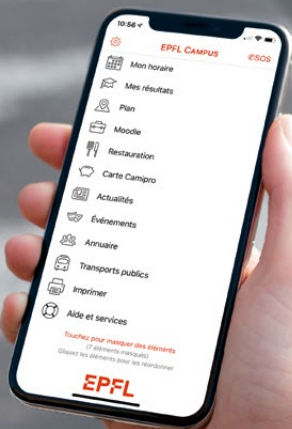 10:56
EPFL CAMPUS
✆SOS
Mon horaire
Mes résultats
Plan
Moodle
Restauration
Carte Camipro
Actualités
Événements
Annuaire
Transports publics
Imprimer
Aide et services
Touchez pour masquer des éléments
(7 éléments masqués)
Glissez les éléments pour les réordonner
EPFL